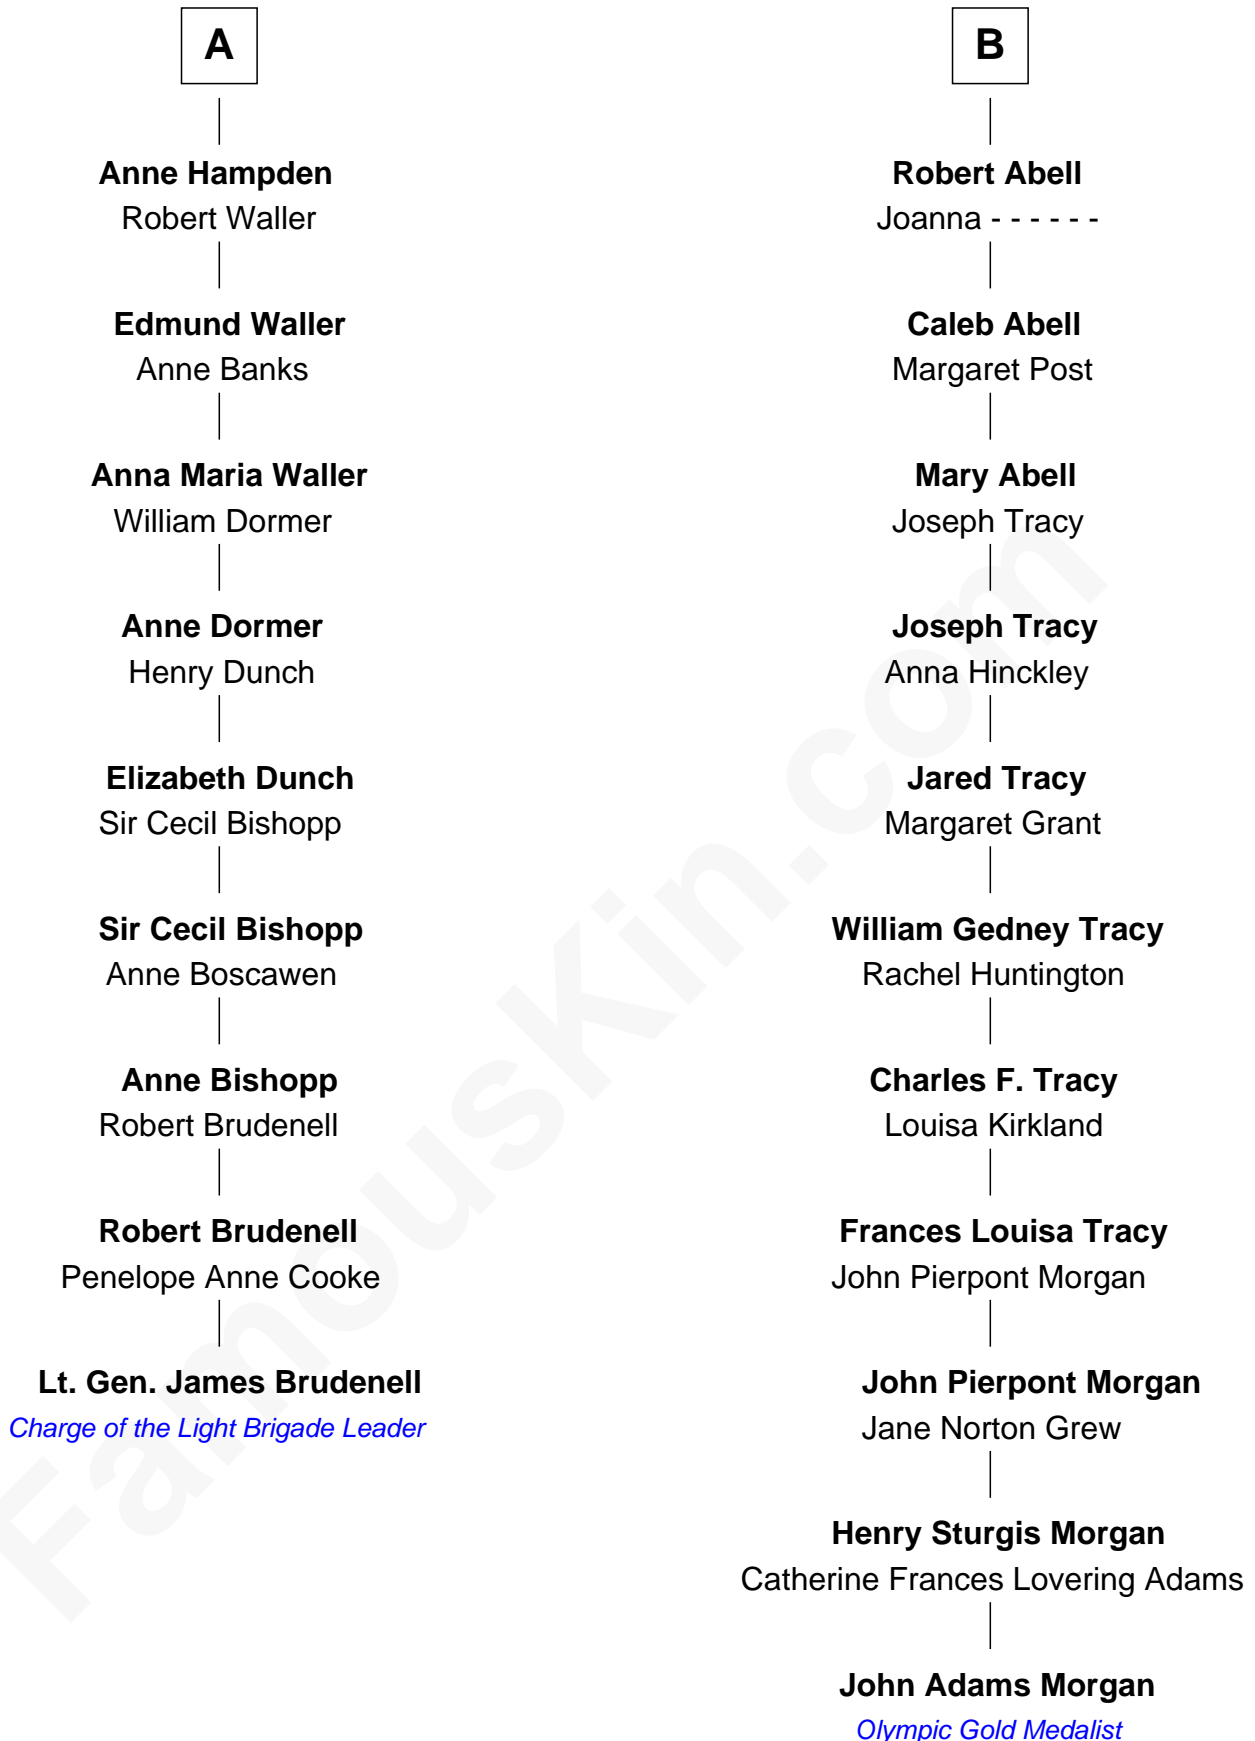 A
Anne Hampden
Robert Waller
Edmund Waller
Anne Banks
Anna Maria Waller
William Dormer
Anne Dormer
Henry Dunch
Elizabeth Dunch
Sir Cecil Bishopp
Sir Cecil Bishopp
Anne Boscawen
Anne Bishopp
Robert Brudenell
Robert Brudenell
Penelope Anne Cooke
Lt. Gen. James Brudenell
Charge of the Light Brigade Leader
B
Robert Abell
Joanna - - - - - -
Caleb Abell
Margaret Post
Mary Abell
Joseph Tracy
Joseph Tracy
Anna Hinckley
Jared Tracy
Margaret Grant
William Gedney Tracy
Rachel Huntington
Charles F. Tracy
Louisa Kirkland
Frances Louisa Tracy
John Pierpont Morgan
John Pierpont Morgan
Jane Norton Grew
Henry Sturgis Morgan
Catherine Frances Lovering Adams
John Adams Morgan
Olympic Gold Medalist
FamousKin.com